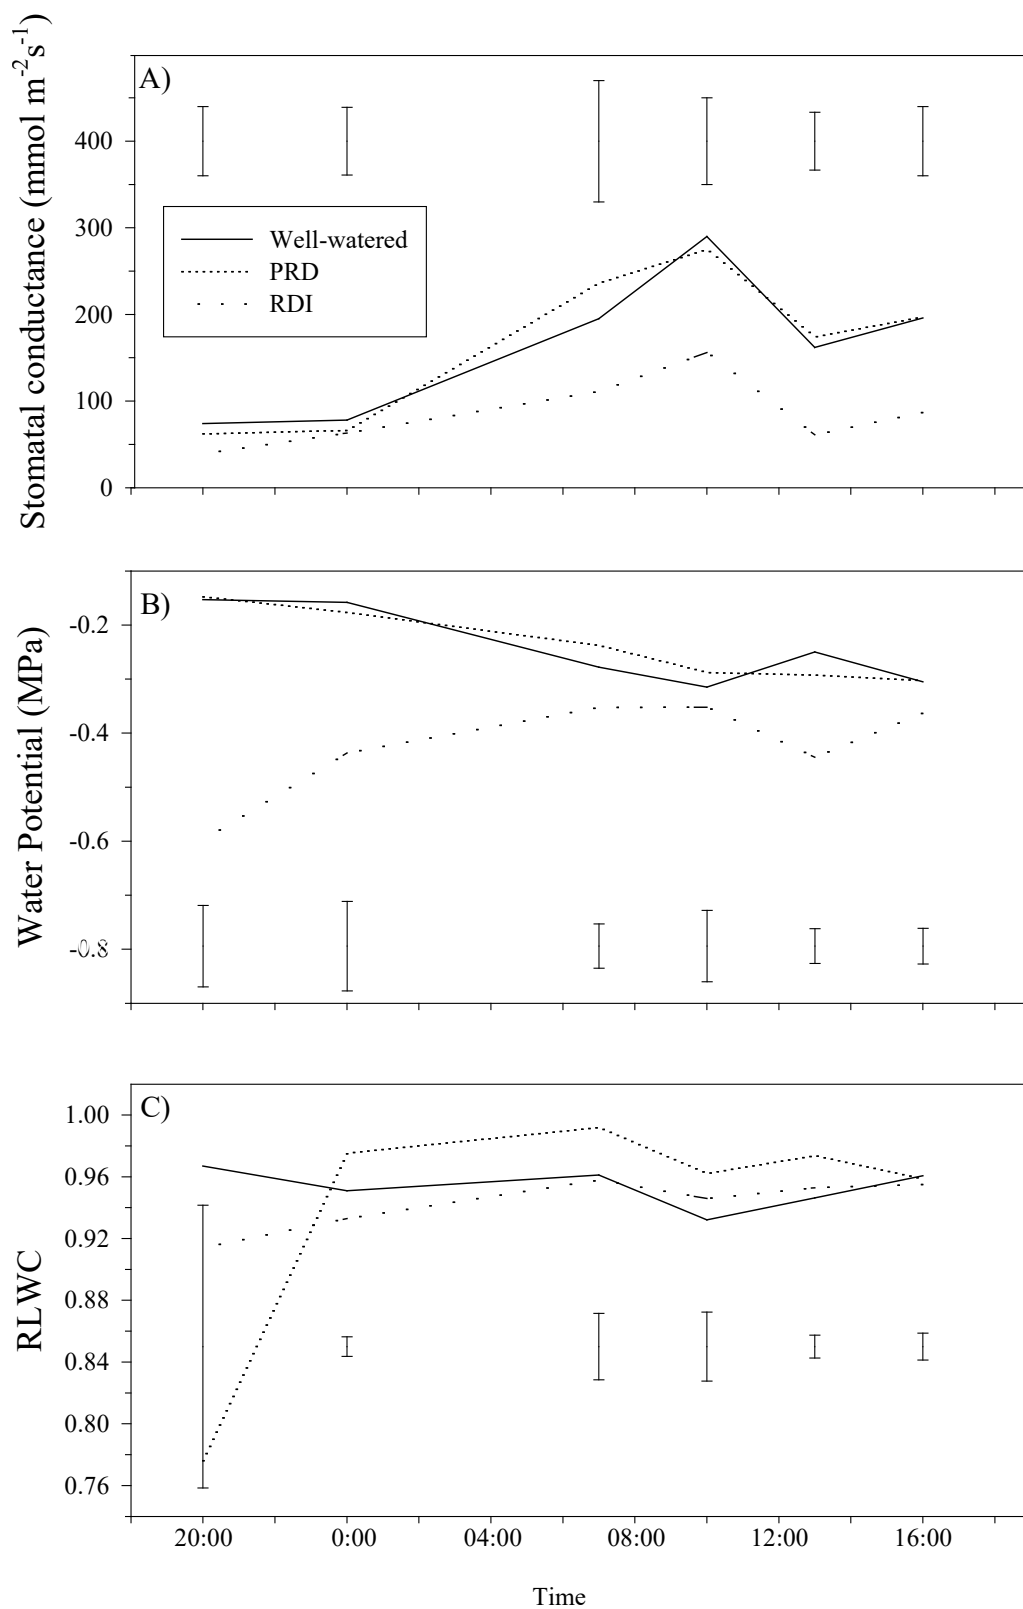 A)
Stomatal conductance (mmol m-2s-1)
400
300
200
100
0
Well-watered
PRD
RDI
B)
Water Potential (MPa)
-0.2
-0.4
-0.6
-0.8
C)
RLWC
1.00
0.96
0.92
0.88
0.84
0.80
0.76
20:00 0:00 04:00 08:00 12:00 16:00
Time